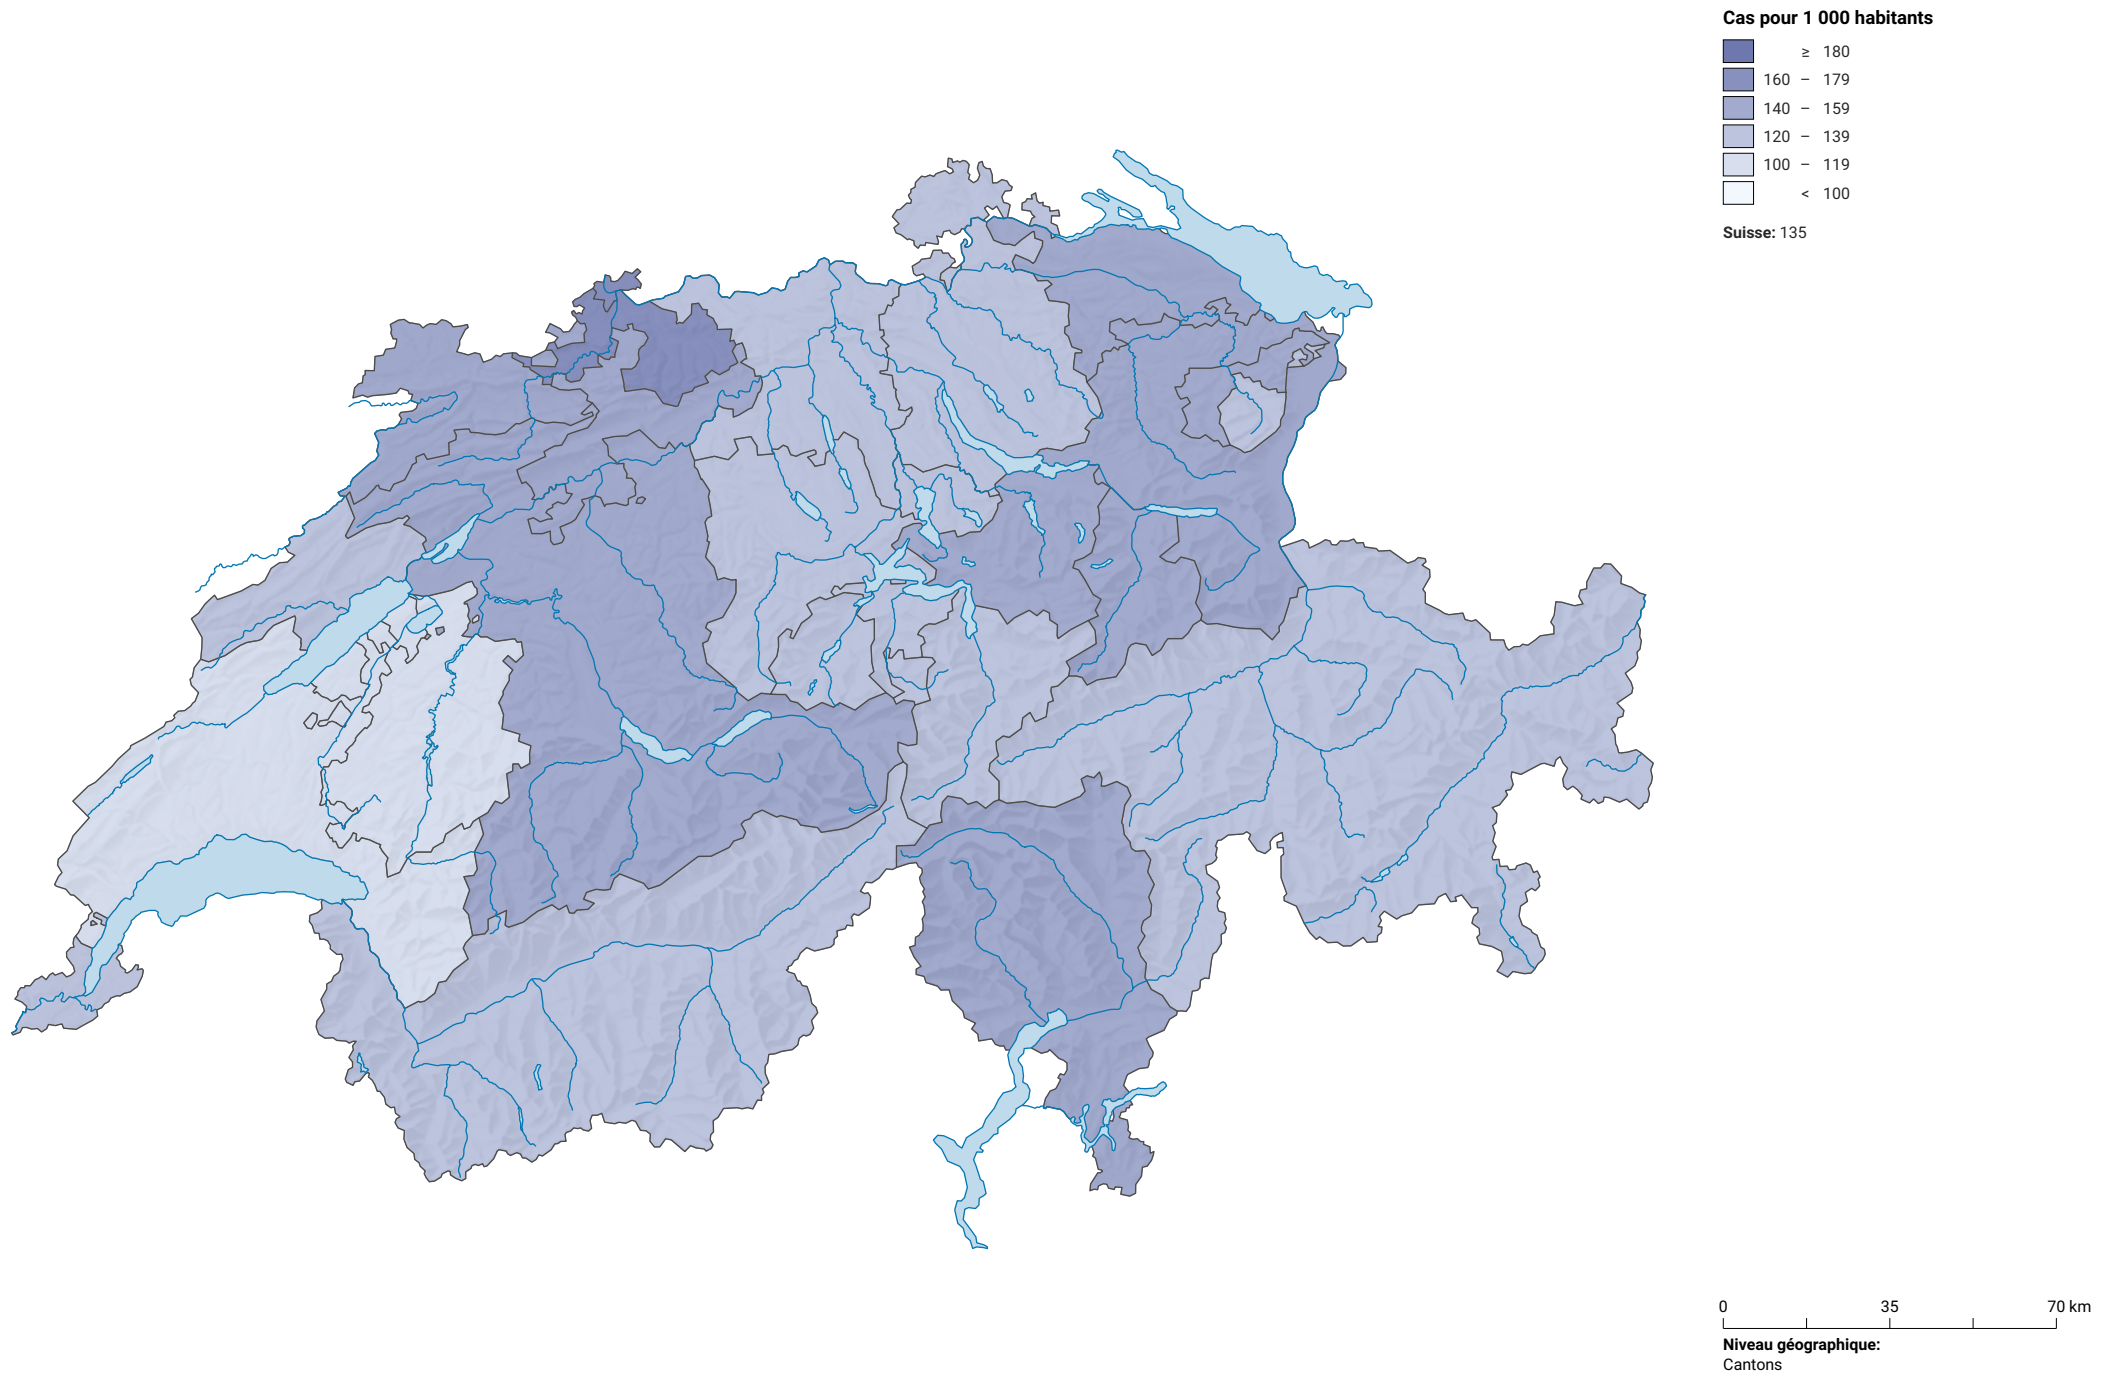 Cas pour 1 000 habitants
≥ 180
160 – 179
140 – 159
120 – 139
100 – 119
< 100
Suisse: 135
0 35 70 km
Niveau géographique:
Cantons